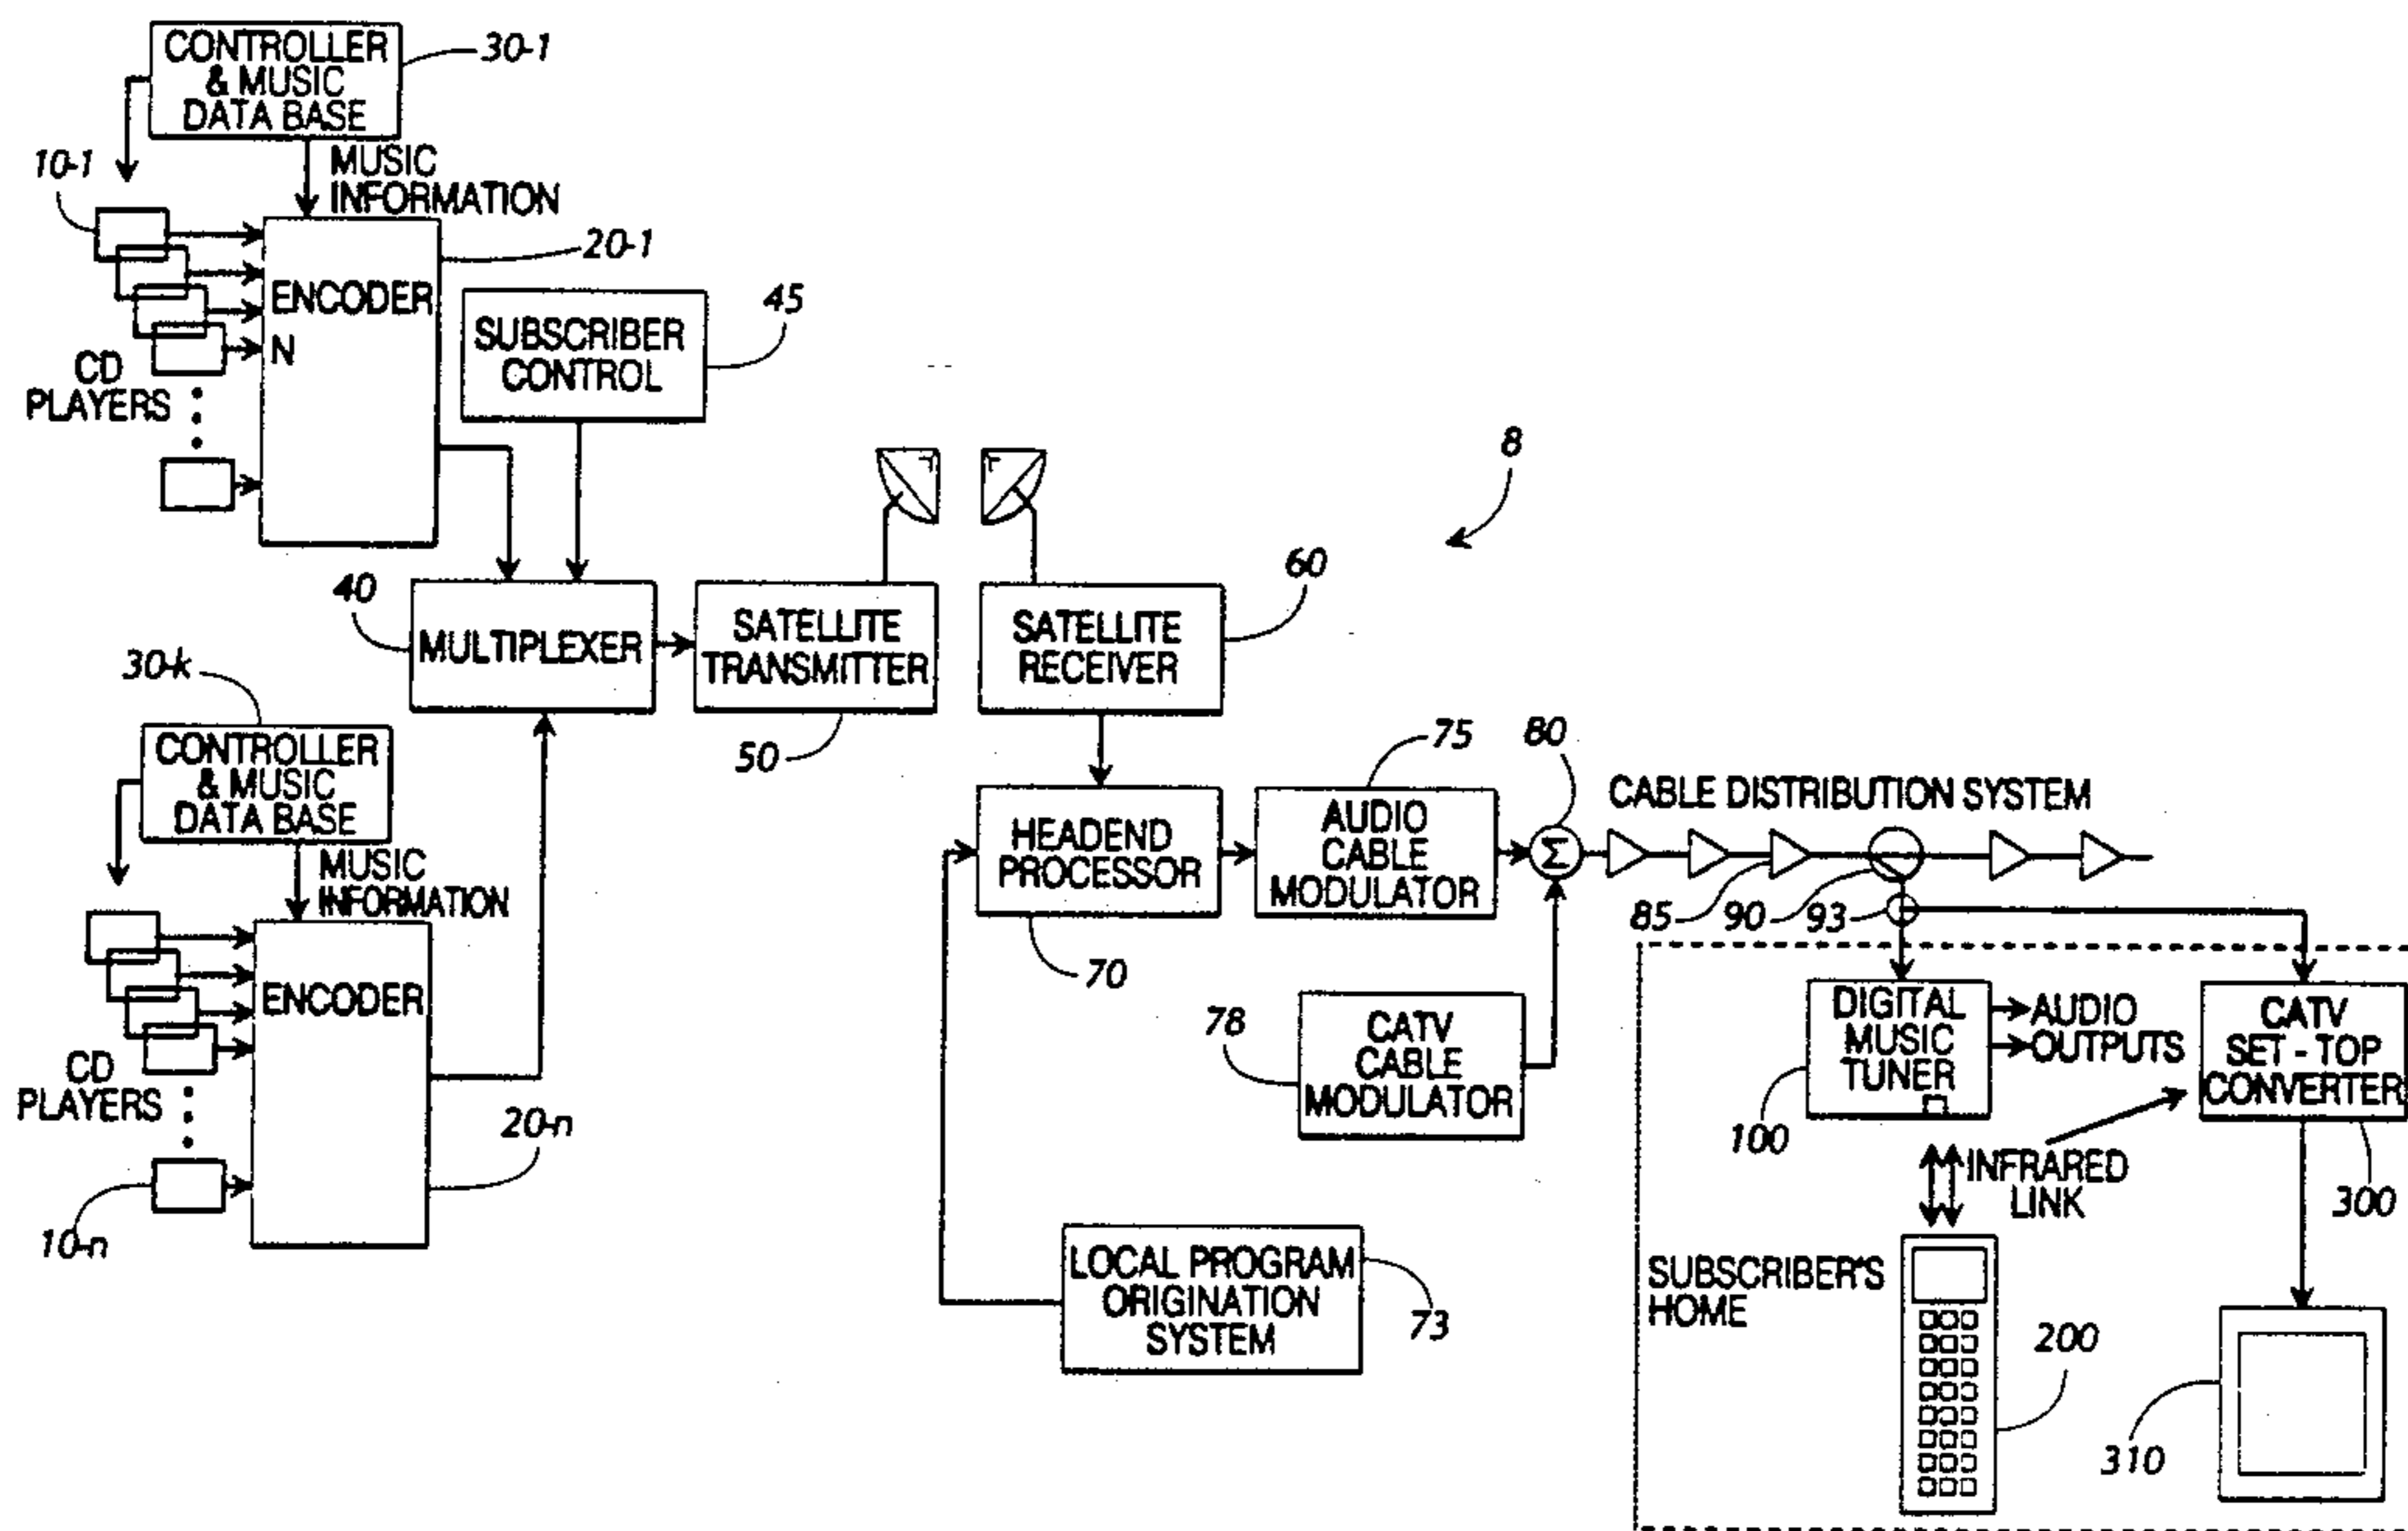 CONTROLLER
& MUSIC
DATA BASE
30-1
10-1
MUSIC
INFORMATION
20-1
ENCODER
N
CD
PLAYERS
SUBSCRIBER
CONTROL
45
8
40
MULTIPLEXER
SATELLITE
TRANSMITTER
50
SATELLITE
RECEIVER
60
30-k
CONTROLLER
& MUSIC
DATA BASE
MUSIC
INFORMATION
ENCODER
CD
PLAYERS
20-n
10-n
HEADEND
PROCESSOR
70
AUDIO
CABLE
MODULATOR
75
80
Σ
CABLE DISTRIBUTION SYSTEM
85
90
93
78
CATV
CABLE
MODULATOR
LOCAL PROGRAM
ORIGINATION
SYSTEM
73
DIGITAL
MUSIC
TUNER
100
AUDIO
OUTPUTS
CATV
SET - TOP
CONVERTER
300
INFRARED
LINK
SUBSCRIBER'S
HOME
200
310